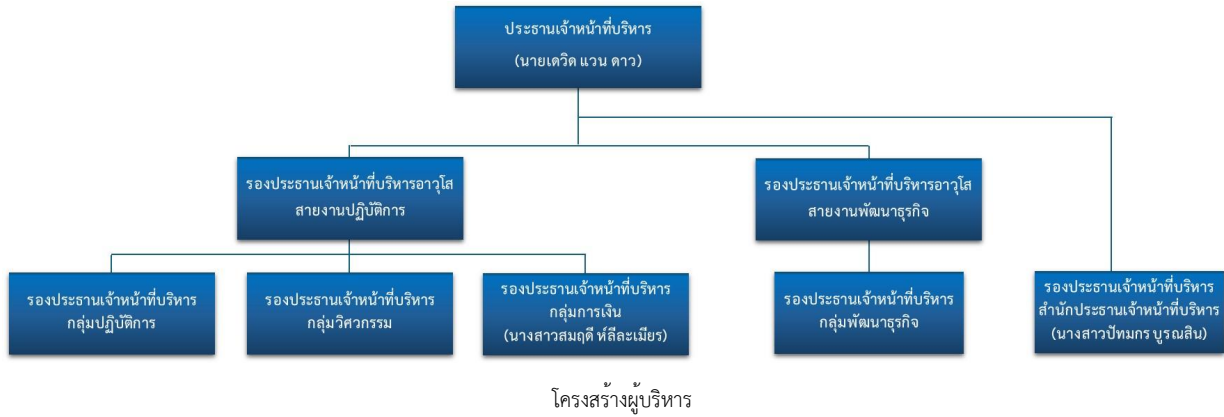 ประธานเจ้าหน้าที่บริหาร
(นายเดวิด แวน ดาว)
รองประธานเจ้าหน้าที่บริหารอาวุโส
สายงานปฏิบัติการ
รองประธานเจ้าหน้าที่บริหารอาวุโส
สายงานพัฒนาธุรกิจ
รองประธานเจ้าหน้าที่บริหาร
กลุ่มปฏิบัติการ
รองประธานเจ้าหน้าที่บริหาร
กลุ่มวิศวกรรม
รองประธานเจ้าหน้าที่บริหาร
กลุ่มการเงิน
(นางสาวสมฤดี ห์ลีละเมียร)
รองประธานเจ้าหน้าที่บริหาร
กลุ่มพัฒนาธุรกิจ
รองประธานเจ้าหน้าที่บริหาร
สำนักประธานเจ้าหน้าที่บริหาร
(นางสาวปัทมกร บูรณสิน)
โครงสร้างผู้บริหาร